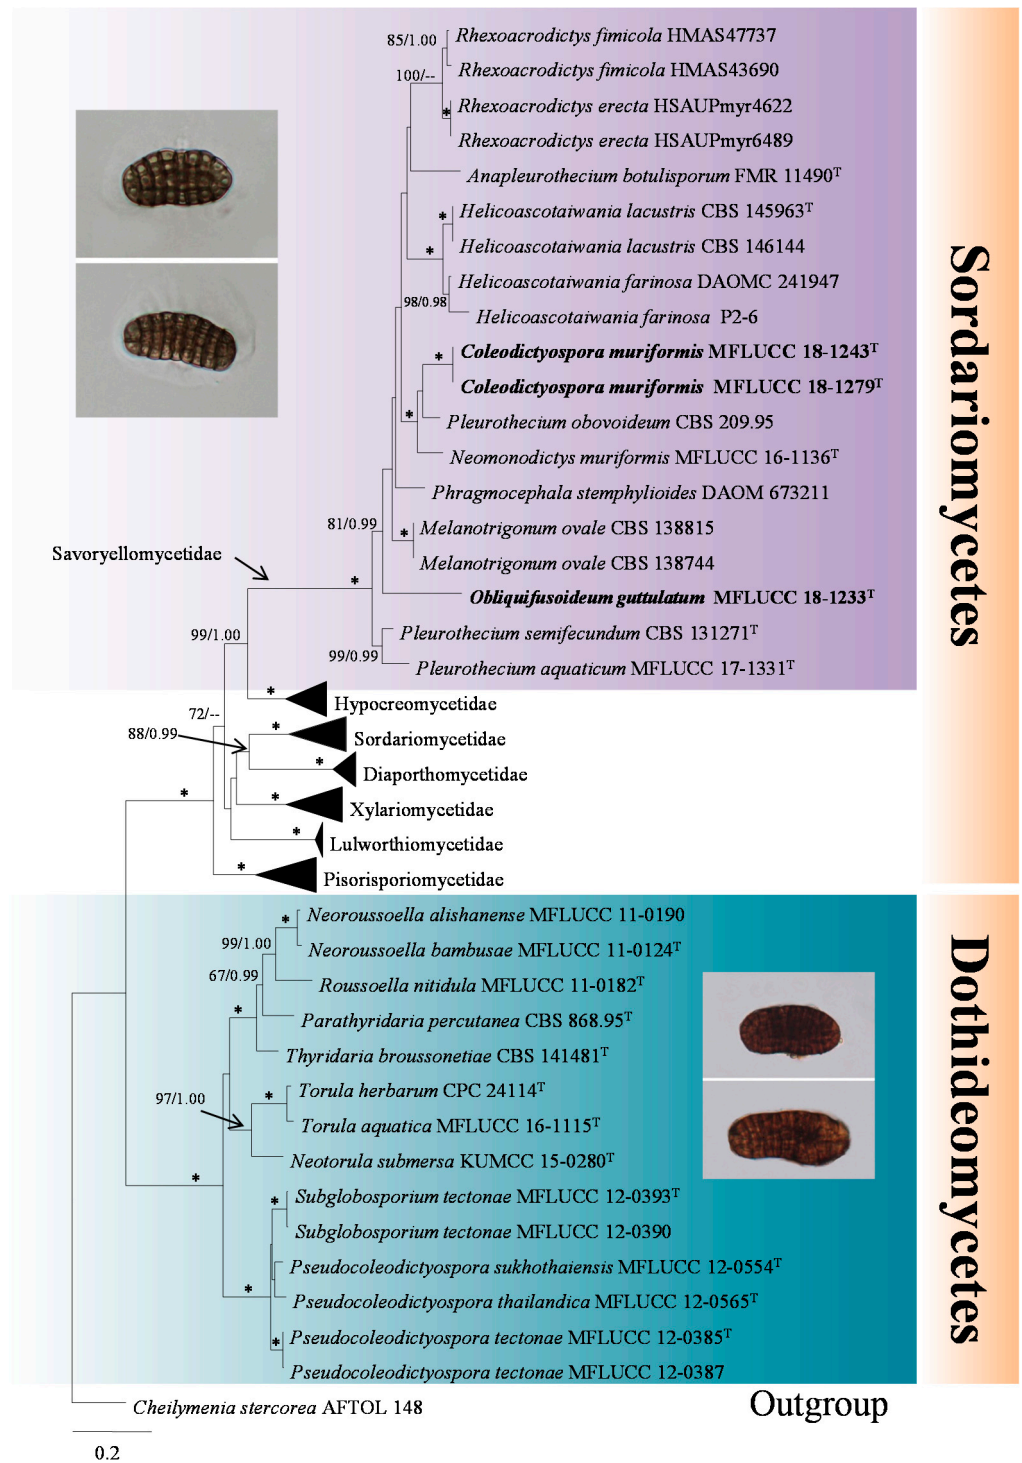 85/1.00
Rhexoacrodictys fimicola HMAS47737
Rhexoacrodictys fimicola HMAS43690
100/--
Rhexoacrodictys erecta HSAUPmyr4622
*
Rhexoacrodictys erecta HSAUPmyr6489
Anapleurothecium botulisporum FMR 11490T
*
Helicoascotaiwania lacustris CBS 145963T
*
Helicoascotaiwania lacustris CBS 146144
Helicoascotaiwania farinosa DAOMC 241947
98/0.98
Helicoascotaiwania farinosa P2-6
*
Coleodictyospora muriformis MFLUCC 18-1243T
Coleodictyospora muriformis MFLUCC 18-1279T
*
Pleurothecium obovoideum CBS 209.95
Neomonodictys muriformis MFLUCC 16-1136T
Phragmocephala stemphylioides DAOM 673211
81/0.99
*
Melanotrigonum ovale CBS 138815
Melanotrigonum ovale CBS 138744
Savoryellomycetidae
*
Obliquifusoideum guttulatum MFLUCC 18-1233T
99/1.00
Pleurothecium semifecundum CBS 131271T
99/0.99
Pleurothecium aquaticum MFLUCC 17-1331T
Sordariomycetes
*
Hypocreomycetidae
72/--
88/0.99
*
Sordariomycetidae
*
Diaporthomycetidae
*
*
Xylariomycetidae
*
Lulworthiomycetidae
*
Pisorisporiomycetidae
*
Neoroussoella alishanense MFLUCC 11-0190
99/1.00
Neoroussoella bambusae MFLUCC 11-0124T
67/0.99
Roussoella nitidula MFLUCC 11-0182T
*
Parathyridaria percutanea CBS 868.95T
Thyridaria broussonetiae CBS 141481T
97/1.00
*
Torula herbarum CPC 24114T
Torula aquatica MFLUCC 16-1115T
Neotorula submersa KUMCC 15-0280T
*
*
Subglobosporium tectonae MFLUCC 12-0393T
Subglobosporium tectonae MFLUCC 12-0390
Pseudocoleodictyospora sukhothaiensis MFLUCC 12-0554T
*
Pseudocoleodictyospora thailandica MFLUCC 12-0565T
*
Pseudocoleodictyospora tectonae MFLUCC 12-0385T
Pseudocoleodictyospora tectonae MFLUCC 12-0387
Dothideomycetes
Cheilymenia stercorea AFTOL 148
Outgroup
0.2